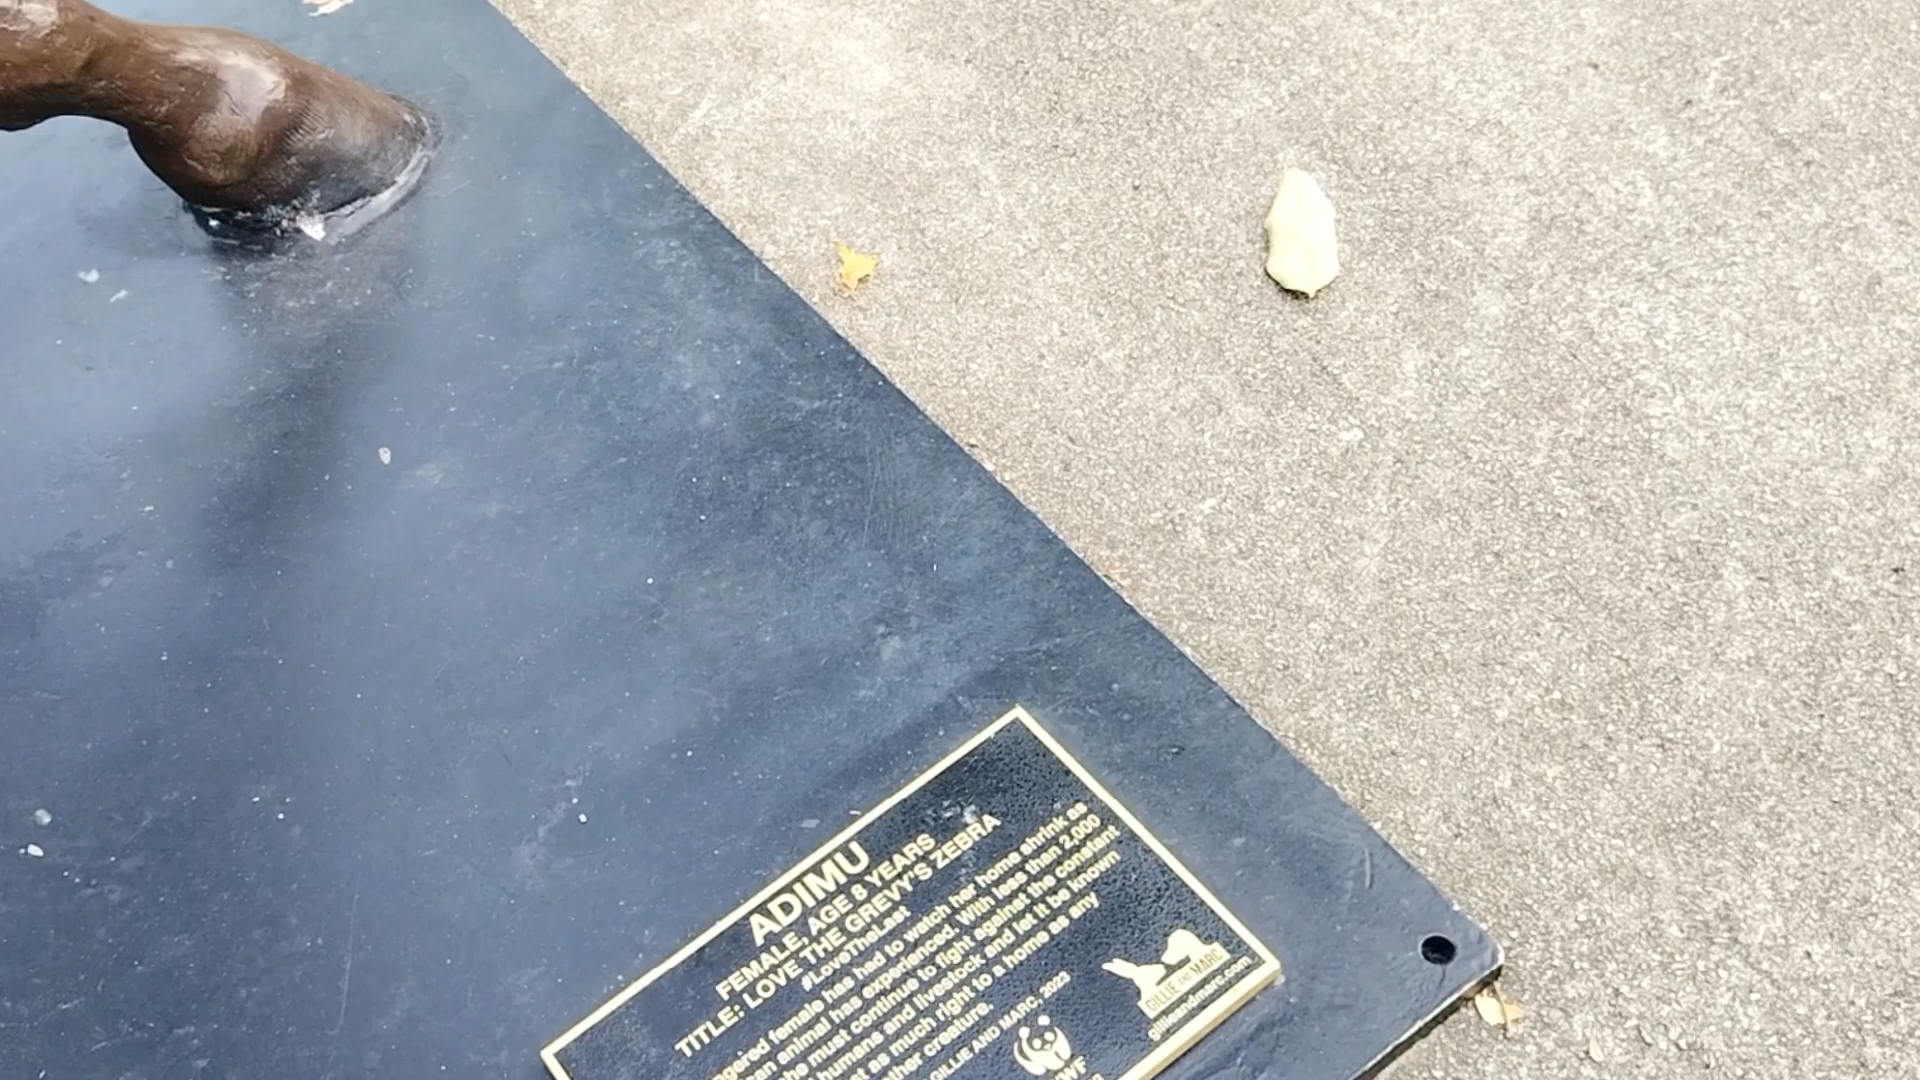 ADIMU
FEMALE, AGE 8 YEARS
TITLE: LOVE THE GREVY'S ZEBRA
#LoveTheLast
female has had to watch her home shrink as
animal has experienced. With less than 2,000
must continue to fight against the constant
humans and livestock and let it be known
as much right to a home as any
creature.
GILLIE AND MARC, 2023
GILLIE AND MARC
gillieandmarc.com